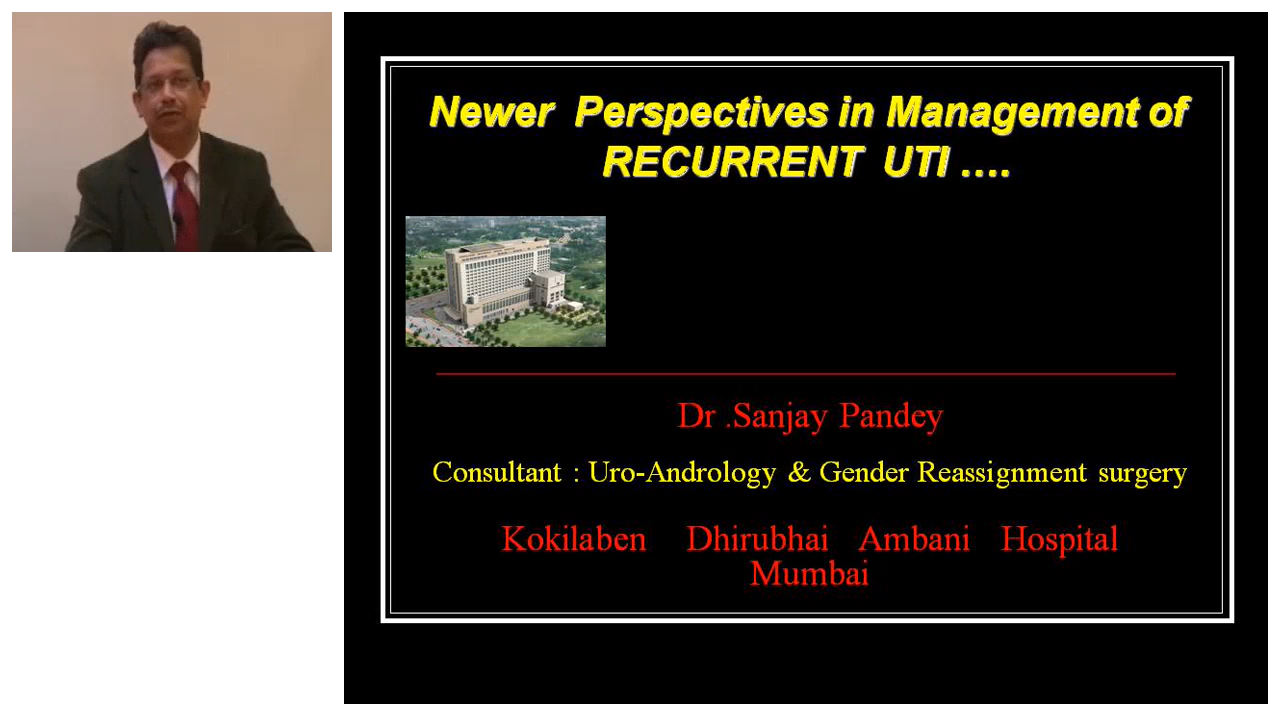 Newer Perspectives in Management of
RECURRENT UTI ....
Dr .Sanjay Pandey
Consultant : Uro-Andrology & Gender Reassignment surgery
Kokilaben Dhirubhai Ambani Hospital
Mumbai